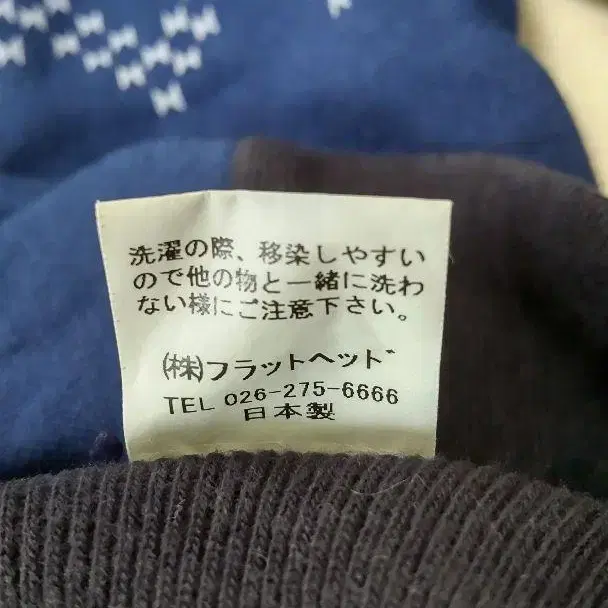 洗濯の際、移染しやすい
ので他の物と一緒に洗わ
ない様にご注意下さい。
㈱フラットヘッド
TEL 026-275-6666
日本製